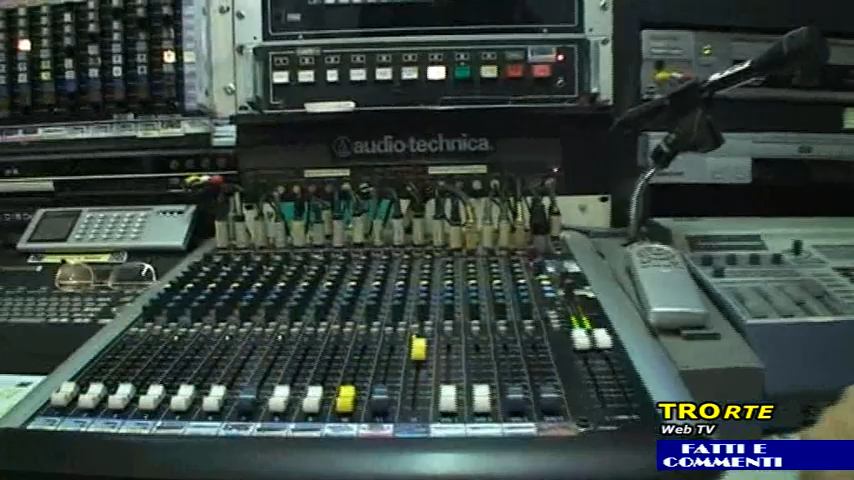 audio-technica
TRORTE
Web TV
FATTI E
COMMENTI